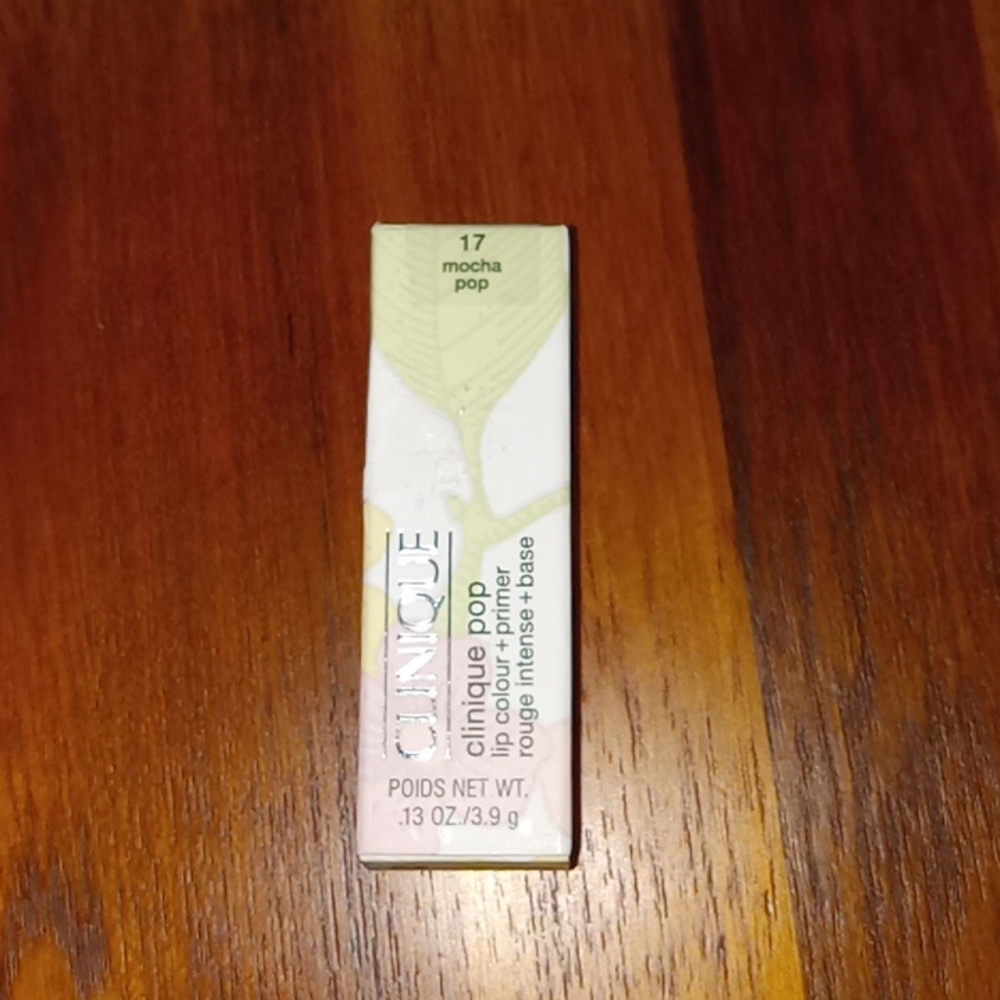 17
mocha
pop
CLINIQUE
clinique pop
lip colour+primer
rouge intense+base
POIDS NET WT.
.13 OZ./3.9 g